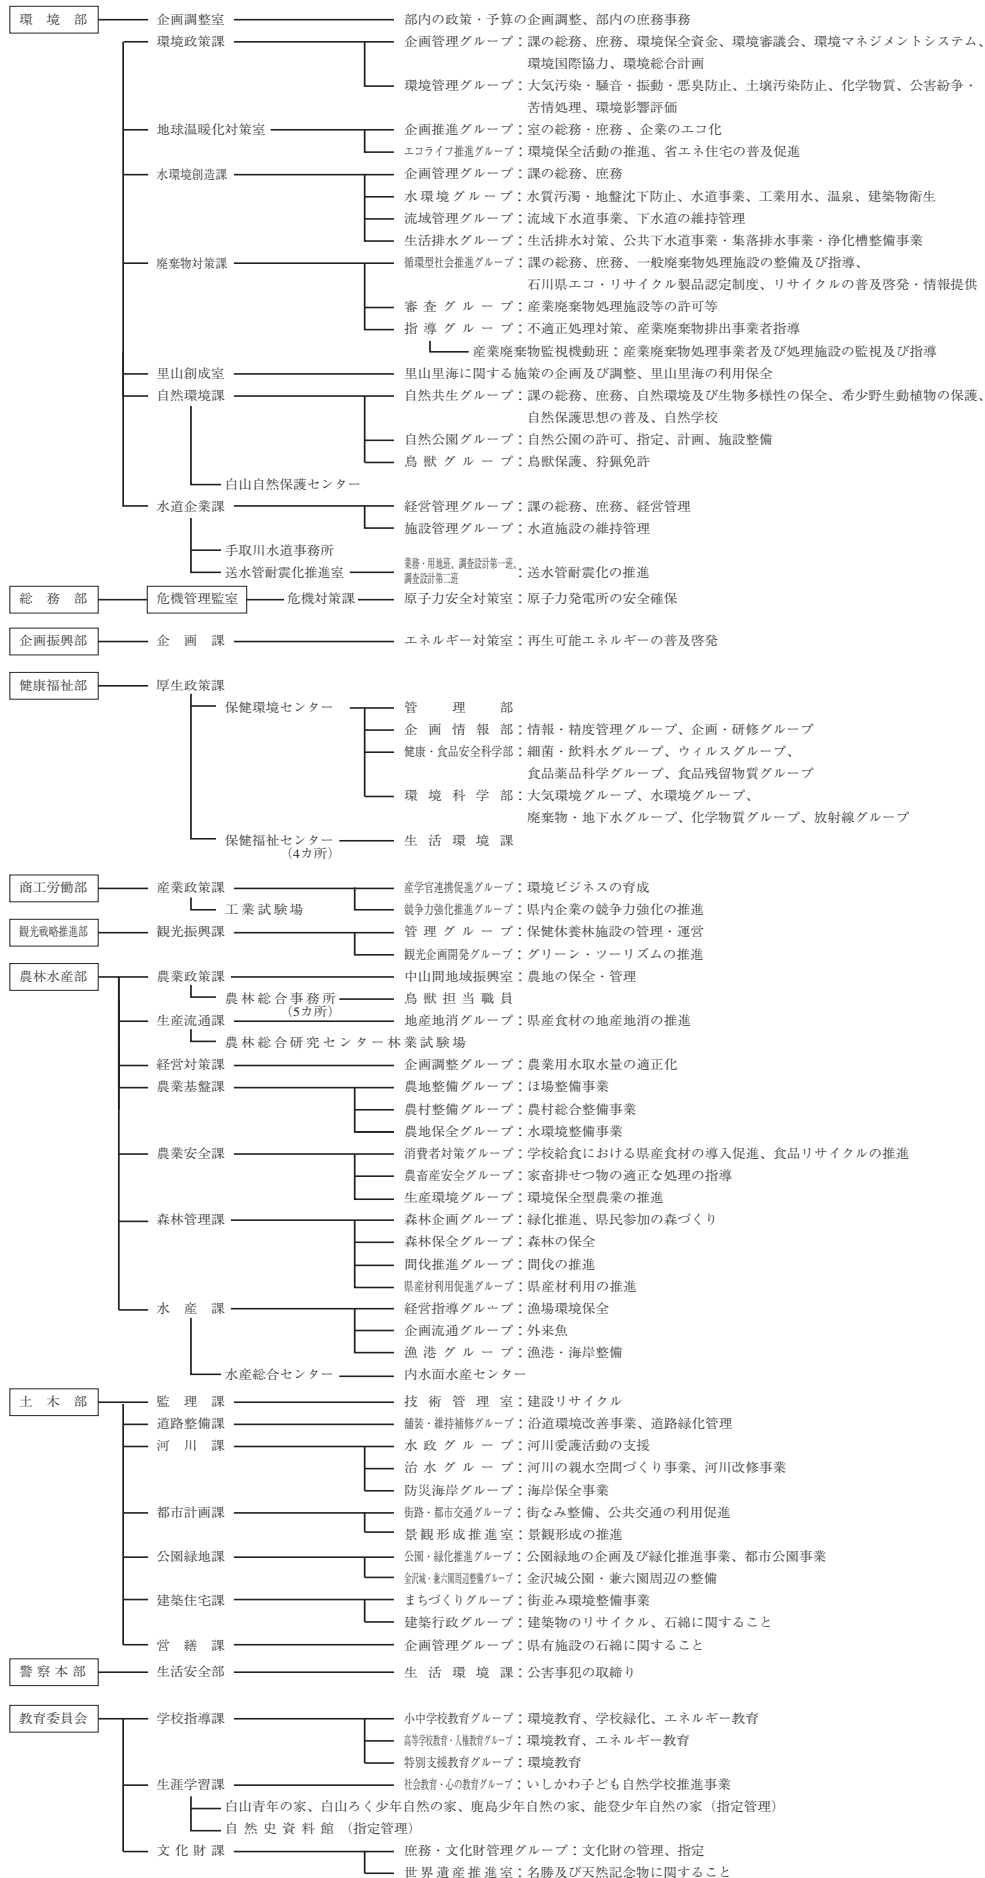 環境部 企画調整室 部内の政策・予算の企画調整、部内の庶務事務
環境政策課 企画管理グループ：課の総務、庶務、環境保全資金、環境審議会、環境マネジメントシステム、
環境国際協力、環境総合計画
環境管理グループ：大気汚染・騒音・振動・悪臭防止、土壌汚染防止、化学物質、公害紛争・
苦情処理、環境影響評価
地球温暖化対策室 企画推進グループ：室の総務・庶務、企業のエコ化
エコライフ推進グループ：環境保全活動の推進、省エネ住宅の普及促進
水環境創造課 企画管理グループ：課の総務、庶務
水環境グループ：水質汚濁・地盤沈下防止、水道事業、工業用水、温泉、建築物衛生
流域管理グループ：流域下水道事業、下水道の維持管理
生活排水グループ：生活排水対策、公共下水道事業・集落排水事業・浄化槽整備事業
廃棄物対策課 循環型社会推進グループ：課の総務、庶務、一般廃棄物処理施設の整備及び指導、
石川県エコ・リサイクル製品認定制度、リサイクルの普及啓発・情報提供
審査グループ：産業廃棄物処理施設等の許可等
指導グループ：不適正処理対策、産業廃棄物排出事業者指導
産業廃棄物監視機動班：産業廃棄物処理事業者及び処理施設の監視及び指導
里山創成室 里山里海に関する施策の企画及び調整、里山里海の利用保全
自然環境課 自然共生グループ：課の総務、庶務、自然環境及び生物多様性の保全、希少野生動植物の保護、
自然保護思想の普及、自然学校
自然公園グループ：自然公園の許可、指定、計画、施設整備
鳥獣グループ：鳥獣保護、狩猟免許
白山自然保護センター
水道企業課 経営管理グループ：課の総務、庶務、経営管理
施設管理グループ：水道施設の維持管理
手取川水道事務所
送水管耐震化推進室 業務・用地班、調査設計第一班、調査設計第二班：送水管耐震化の推進
総務部 危機管理監室 危機対策課 原子力安全対策室：原子力発電所の安全確保
企画振興部 企画課 エネルギー対策室：再生可能エネルギーの普及啓発
健康福祉部 厚生政策課
保健環境センター 管理部
企画情報部：情報・精度管理グループ、企画・研修グループ
健康・食品安全科学部：細菌・飲料水グループ、ウィルスグループ、
食品薬品科学グループ、食品残留物質グループ
環境科学部：大気環境グループ、水環境グループ、
廃棄物・地下水グループ、化学物質グループ、放射線グループ
保健福祉センター 生活環境課
（4カ所）
商工労働部 産業政策課 産学官連携促進グループ：環境ビジネスの育成
工業試験場 競争力強化推進グループ：県内企業の競争力強化の推進
観光戦略推進部 観光振興課 管理グループ：保健休養林施設の管理・運営
観光企画開発グループ：グリーン・ツーリズムの推進
農林水産部 農業政策課 中山間地域振興室：農地の保全・管理
農林総合事務所 鳥獣担当職員
（5カ所）
生産流通課 地産地消グループ：県産食材の地産地消の推進
農林総合研究センター林業試験場
経営対策課 企画調整グループ：農業用水取水量の適正化
農業基盤課 農地整備グループ：ほ場整備事業
農村整備グループ：農村総合整備事業
農地保全グループ：水環境整備事業
農業安全課 消費者対策グループ：学校給食における県産食材の導入促進、食品リサイクルの推進
農畜産安全グループ：家畜排せつ物の適正な処理の指導
生産環境グループ：環境保全型農業の推進
森林管理課 森林企画グループ：緑化推進、県民参加の森づくり
森林保全グループ：森林の保全
間伐推進グループ：間伐の推進
県産材利用促進グループ：県産材利用の推進
水産課 経営指導グループ：漁場環境保全
企画流通グループ：外来魚
漁港グループ：漁港・海岸整備
水産総合センター 内水面水産センター
土木部 監理課 技術管理室：建設リサイクル
道路整備課 舗装・維持補修グループ：沿道環境改善事業、道路緑化管理
河川課 水政グループ：河川愛護活動の支援
治水グループ：河川の親水空間づくり事業、河川改修事業
防災海岸グループ：海岸保全事業
都市計画課 街路・都市交通グループ：街なみ整備、公共交通の利用促進
景観形成推進室：景観形成の推進
公園緑地課 公園・緑化推進グループ：公園緑地の企画及び緑化推進事業、都市公園事業
金沢城・兼六園周辺整備グループ：金沢城公園・兼六園周辺の整備
建築住宅課 まちづくりグループ：街並み環境整備事業
建築行政グループ：建築物のリサイクル、石綿に関すること
営繕課 企画管理グループ：県有施設の石綿に関すること
警察本部 生活安全部 生活環境課：公害事犯の取締り
教育委員会 学校指導課 小中学校教育グループ：環境教育、学校緑化、エネルギー教育
高等学校教育・人権教育グループ：環境教育、エネルギー教育
特別支援教育グループ：環境教育
生涯学習課 社会教育・心の教育グループ：いしかわ子ども自然学校推進事業
白山青年の家、白山ろく少年自然の家、鹿島少年自然の家、能登少年自然の家（指定管理）
自然史資料館（指定管理）
文化財課 庶務・文化財管理グループ：文化財の管理、指定
世界遺産推進室：名勝及び天然記念物に関すること